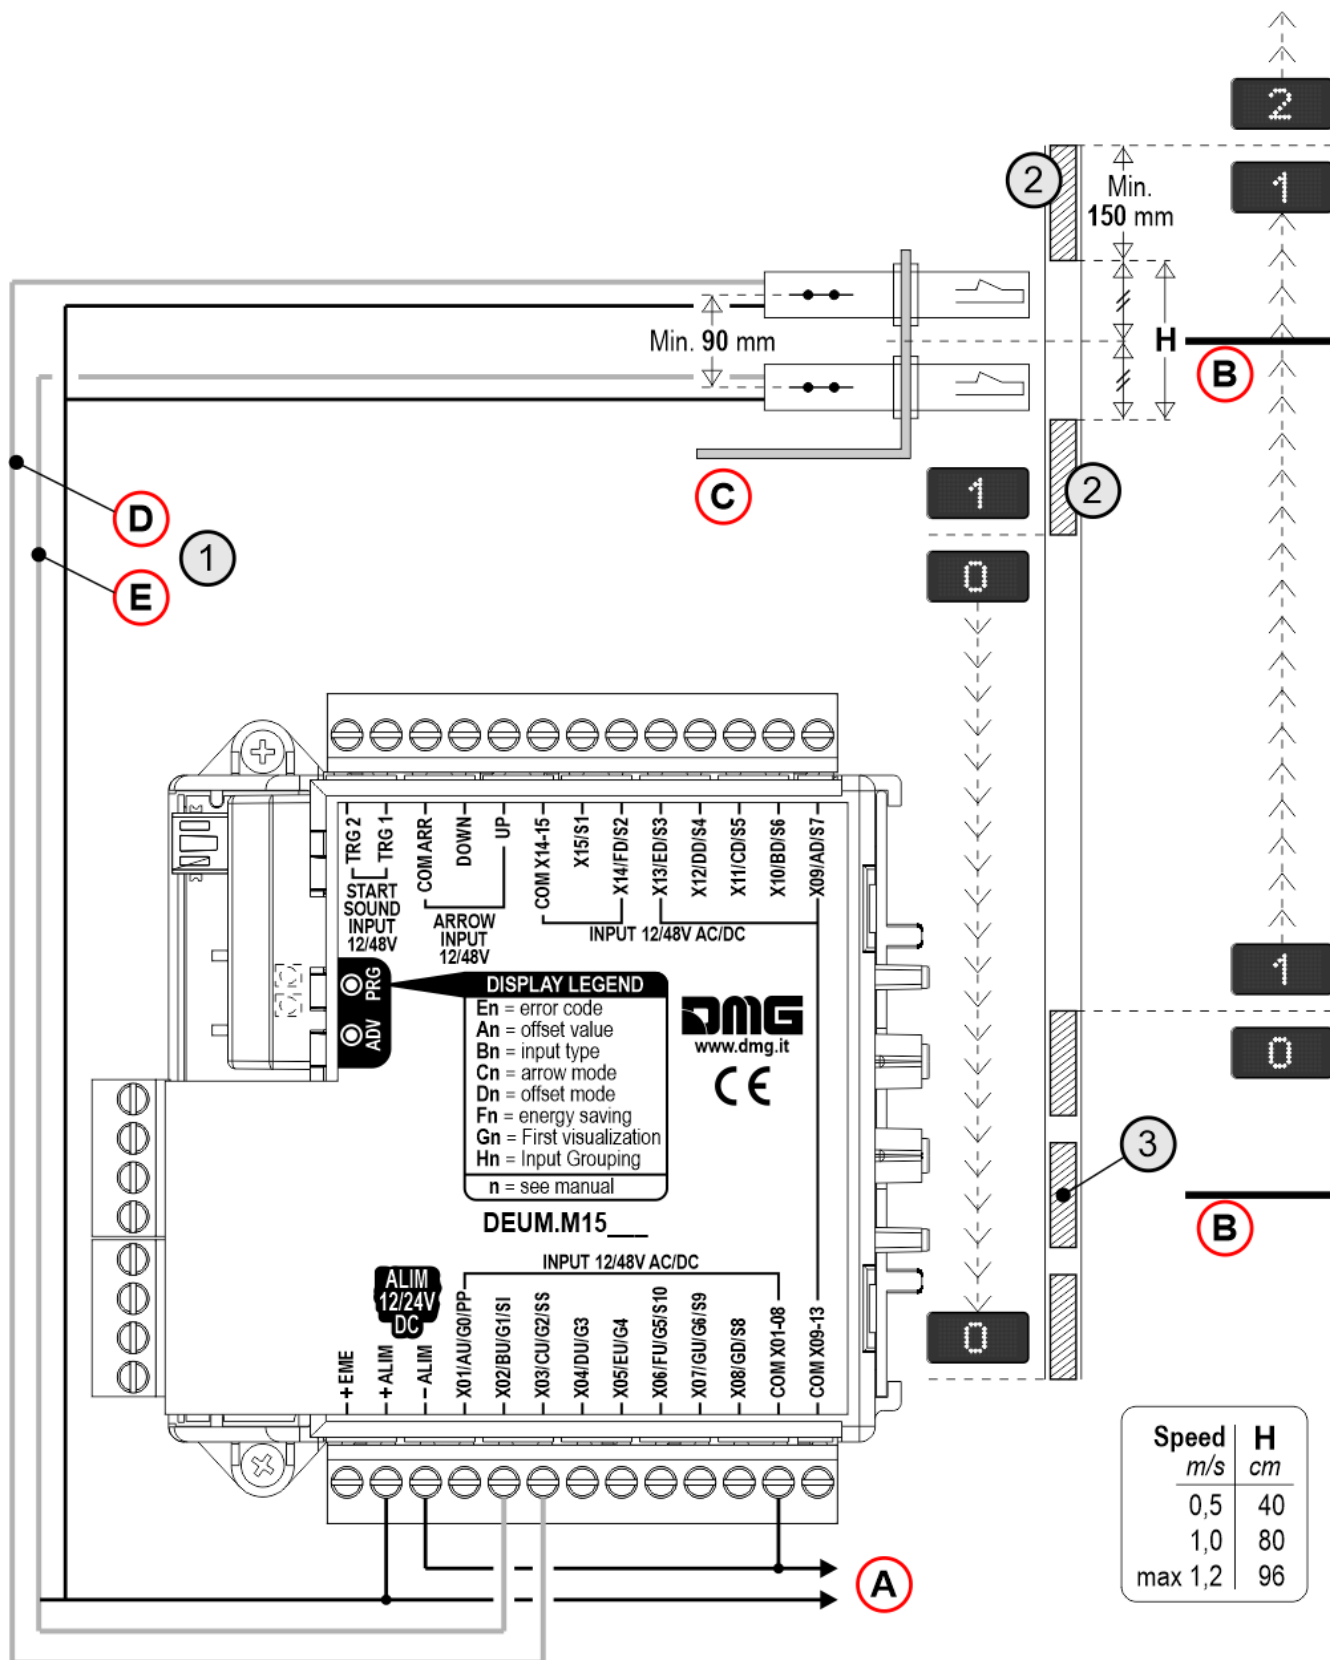 2
2
1
Min.
150 mm
Min. 90 mm
H
B
C
1
2
D
1
0
E
TRG 2
TRG 1
COM ARR
DOWN
UP
COM X14-15
X15/S1
X14/FD/S2
X13/ED/S3
X12/DD/S4
X11/CD/S5
X10/BD/S6
X09/AD/S7
START
SOUND
INPUT
12/48V
ARROW
INPUT
12/48V
INPUT 12/48V AC/DC
PRG
ADV
DISPLAY LEGEND
En = error code
An = offset value
Bn = input type
Cn = arrow mode
Dn = offset mode
Fn = energy saving
Gn = First visualization
Hn = Input Grouping
n = see manual
DMG
www.dmg.it
CE
1
0
3
B
DEUM.M15___
INPUT 12/48V AC/DC
ALIM
12/24V
DC
+EME
+ALIM
−ALIM
X01/AU/G0/PP
X02/BU/G1/SI
X03/CU/G2/SS
X04/DU/G3
X05/EU/G4
X06/FU/G5/S10
X07/GU/G6/S9
X08/GD/S8
COM X01-08
COM X09-13
0
Speed H
m/s cm
0,5 40
1,0 80
max 1,2 96
A